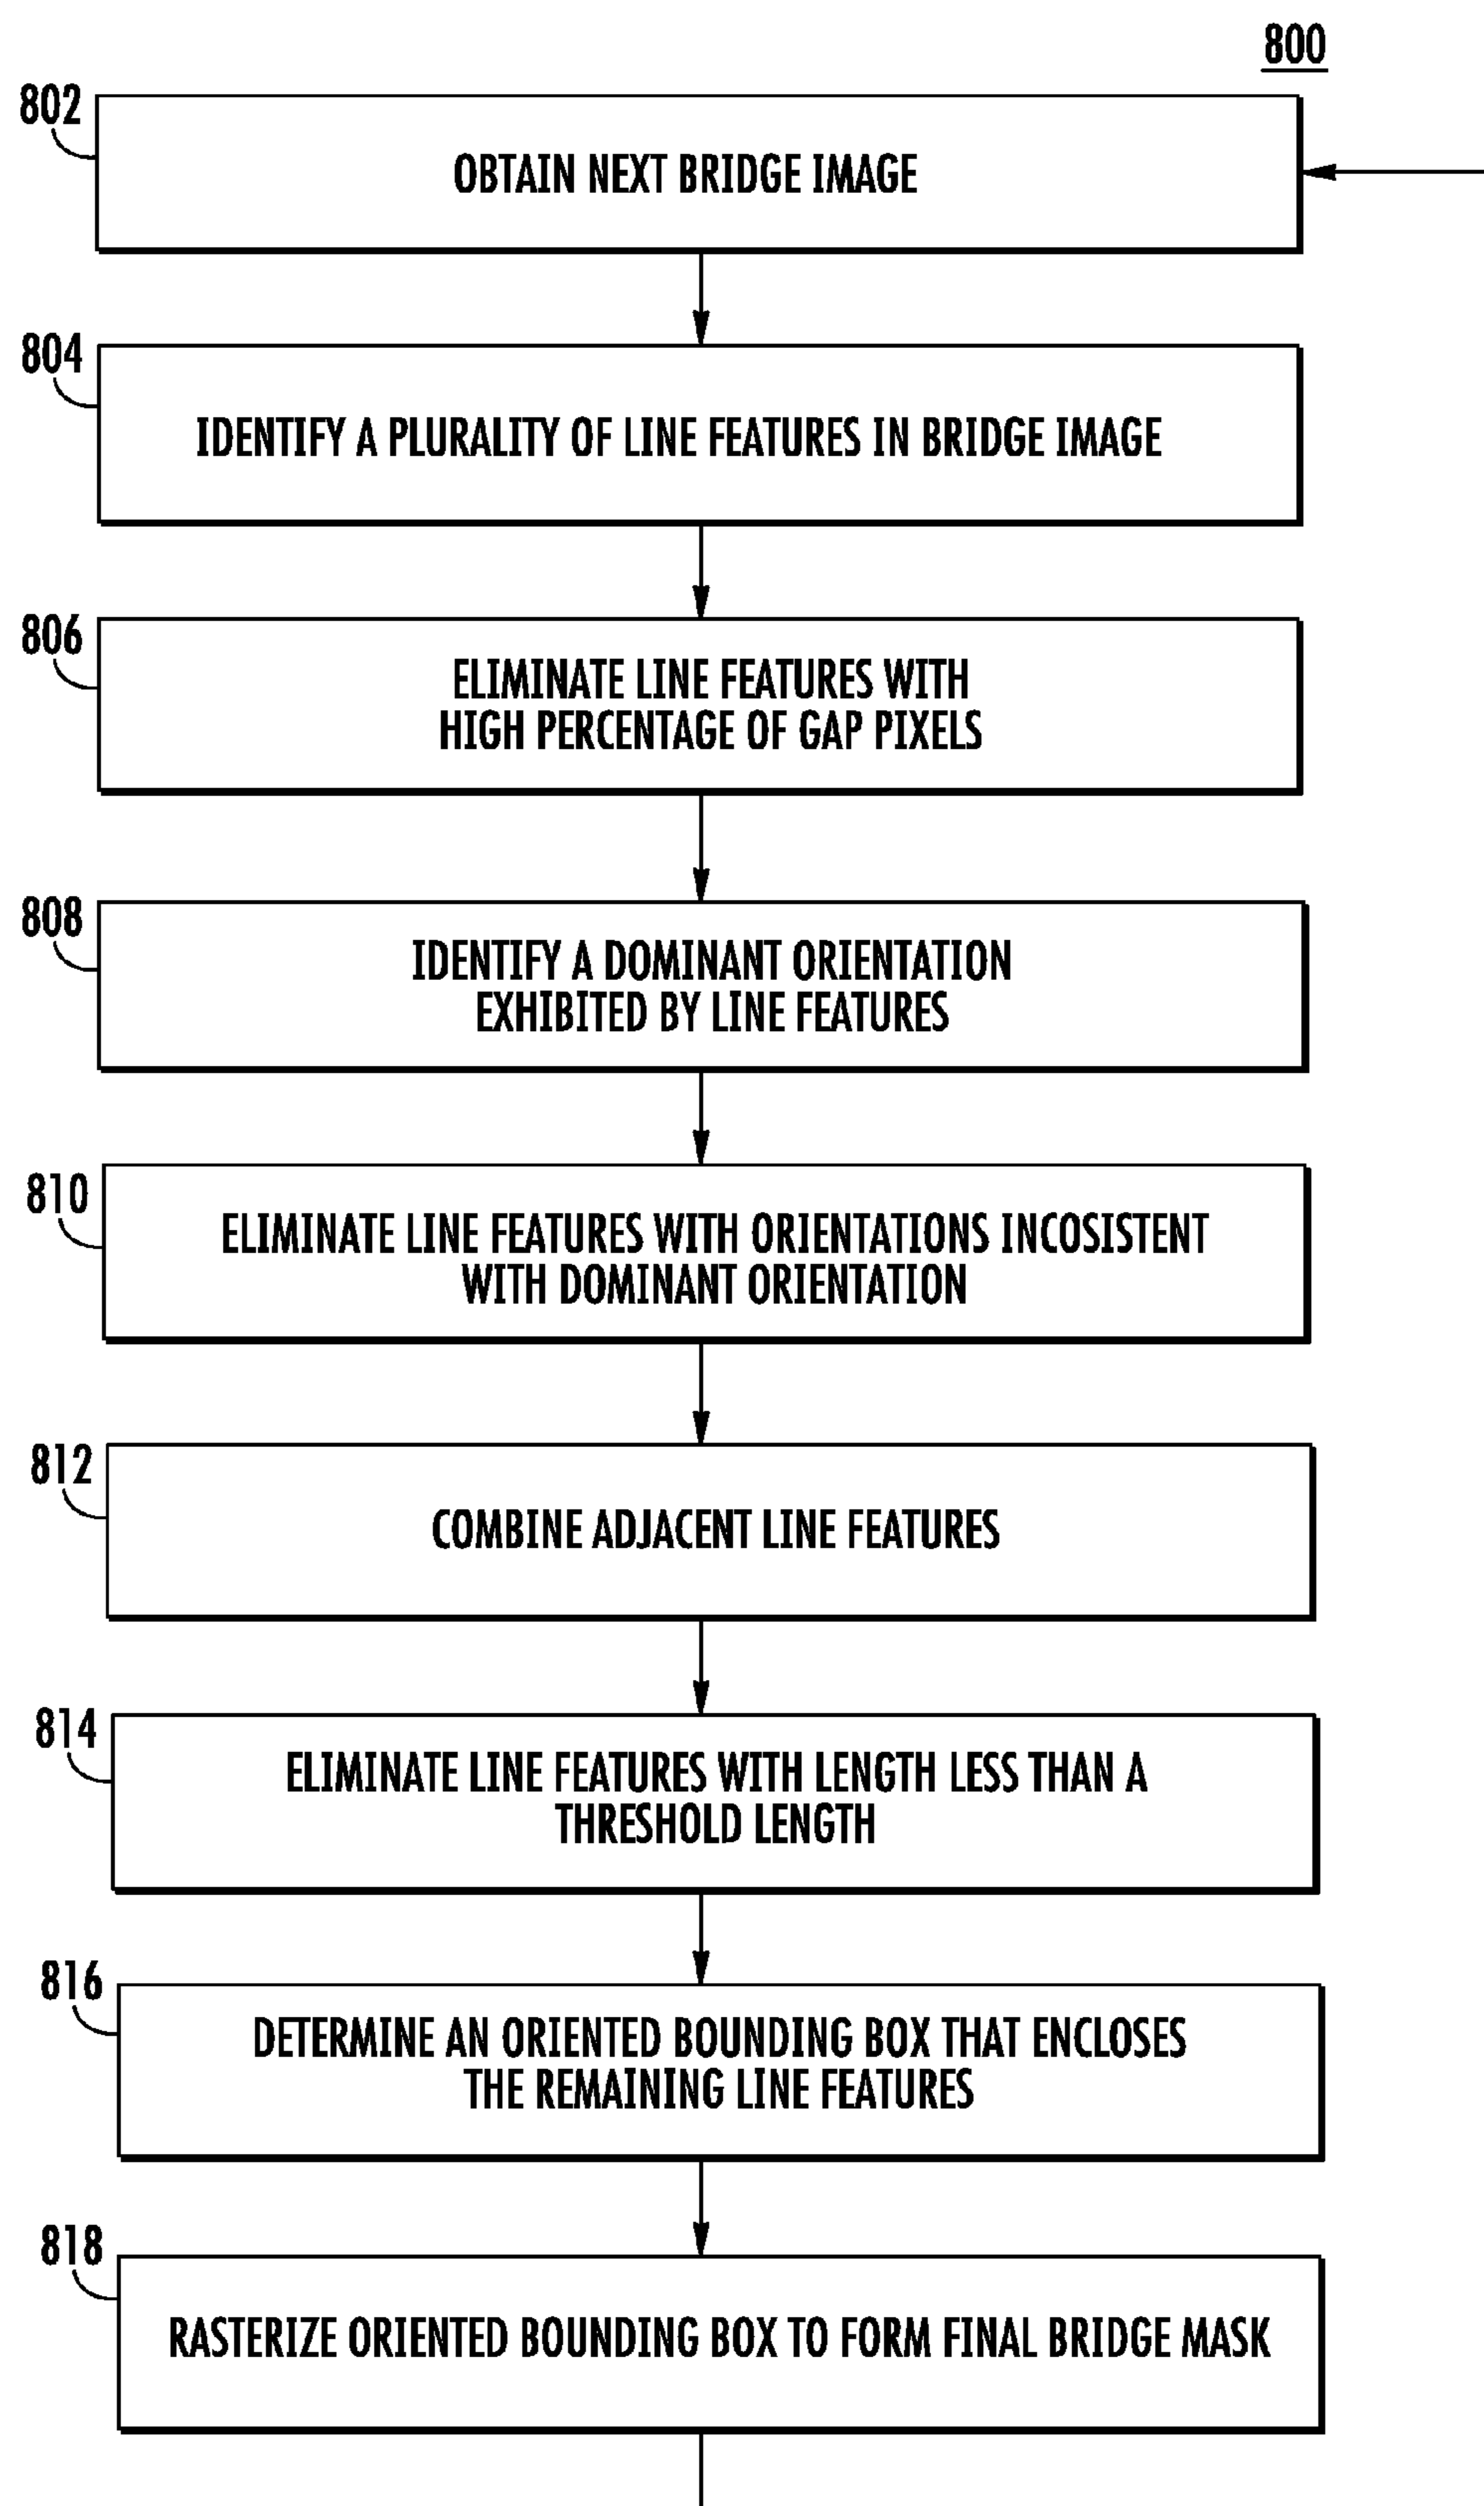 800
802
OBTAIN NEXT BRIDGE IMAGE
804
IDENTIFY A PLURALITY OF LINE FEATURES IN BRIDGE IMAGE
806
ELIMINATE LINE FEATURES WITH
HIGH PERCENTAGE OF GAP PIXELS
808
IDENTIFY A DOMINANT ORIENTATION
EXHIBITED BY LINE FEATURES
810
ELIMINATE LINE FEATURES WITH ORIENTATIONS INCOSISTENT
WITH DOMINANT ORIENTATION
812
COMBINE ADJACENT LINE FEATURES
814
ELIMINATE LINE FEATURES WITH LENGTH LESS THAN A
THRESHOLD LENGTH
816
DETERMINE AN ORIENTED BOUNDING BOX THAT ENCLOSES
THE REMAINING LINE FEATURES
818
RASTERIZE ORIENTED BOUNDING BOX TO FORM FINAL BRIDGE MASK